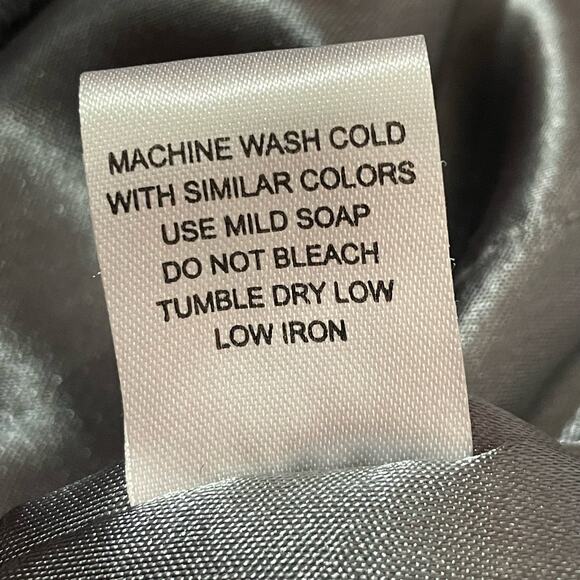 MACHINE WASH COLD
WITH SIMILAR COLORS
USE MILD SOAP
DO NOT BLEACH
TUMBLE DRY LOW
LOW IRON